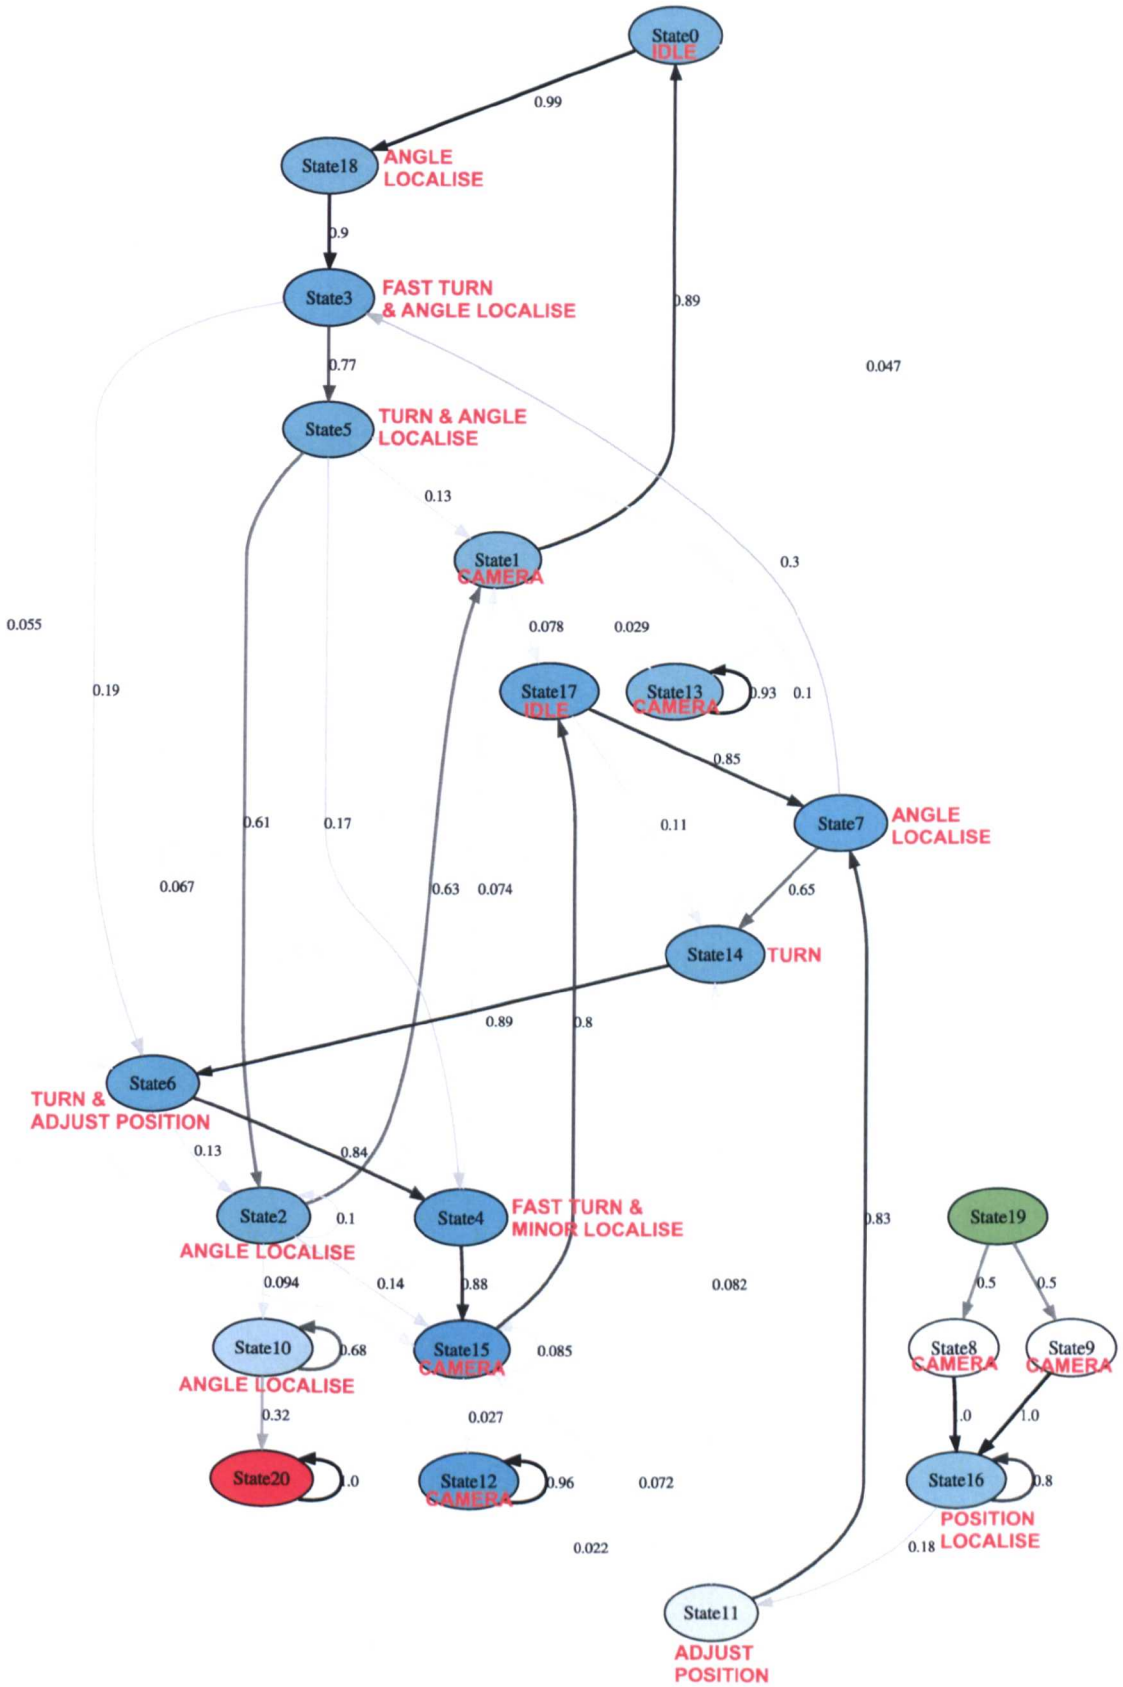 State0
IDLE
0.99
State18
ANGLE
LOCALISE
0.9
State3
FAST TURN
& ANGLE LOCALISE
0.89
0.77
0.047
State5
TURN & ANGLE
LOCALISE
0.13
State1
CAMERA
0.3
0.055
0.078
0.029
0.19
State17
IDLE
State13
CAMERA
0.93
0.1
0.85
0.61
0.17
0.11
State7
ANGLE
LOCALISE
0.067
0.63
0.074
0.65
State14
TURN
0.89
0.8
State6
TURN &
ADJUST POSITION
0.13
0.84
State2
ANGLE LOCALISE
0.1
State4
FAST TURN &
MINOR LOCALISE
0.83
State19
0.094
0.14
0.88
0.082
0.5
0.5
State10
ANGLE LOCALISE
0.68
State15
CAMERA
0.085
State8
CAMERA
State9
CAMERA
0.32
0.027
1.0
1.0
State20
1.0
State12
CAMERA
0.96
0.072
State16
0.8
POSITION
LOCALISE
0.022
0.18
State11
ADJUST
POSITION